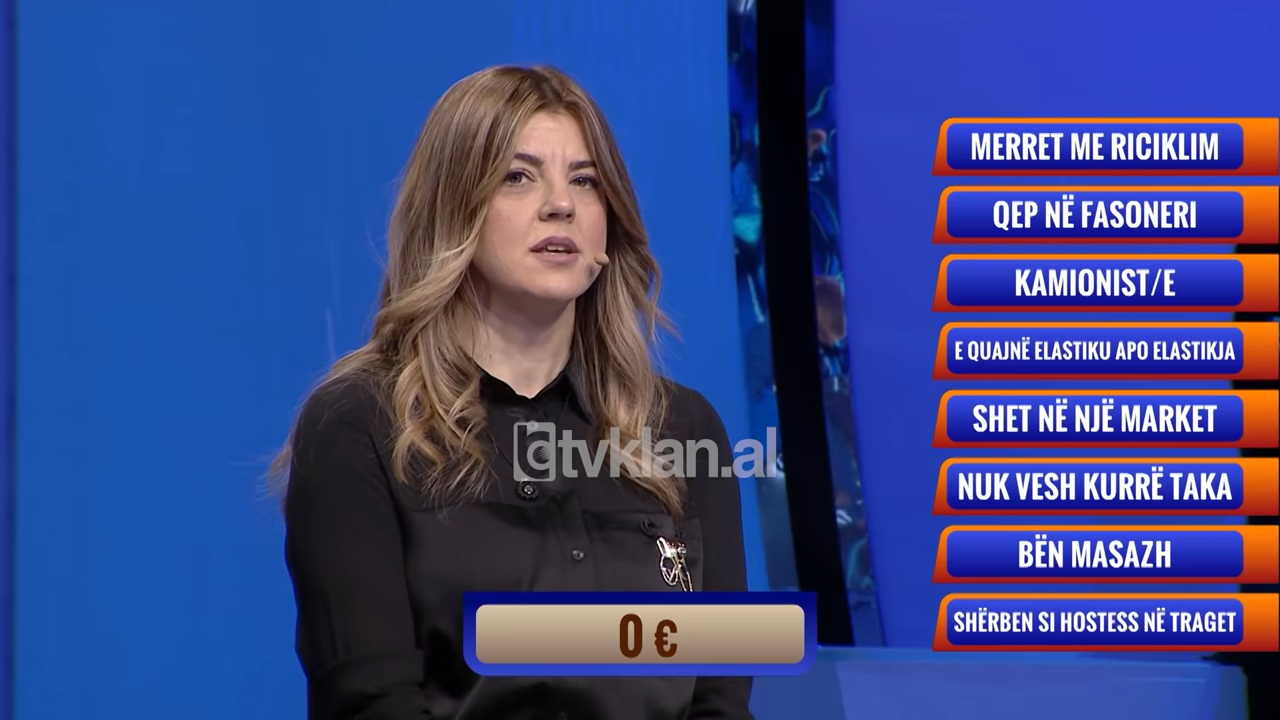 MERRET ME RICIKLIM
QEP NË FASONERI
KAMIONIST/E
E QUAJNË ELASTIKU APO ELASTIKJA
SHET NË NJË MARKET
NUK VESH KURRË TAKA
BËN MASAZH
SHËRBEN SI HOSTESS NË TRAGET
tvklan.al
0 €